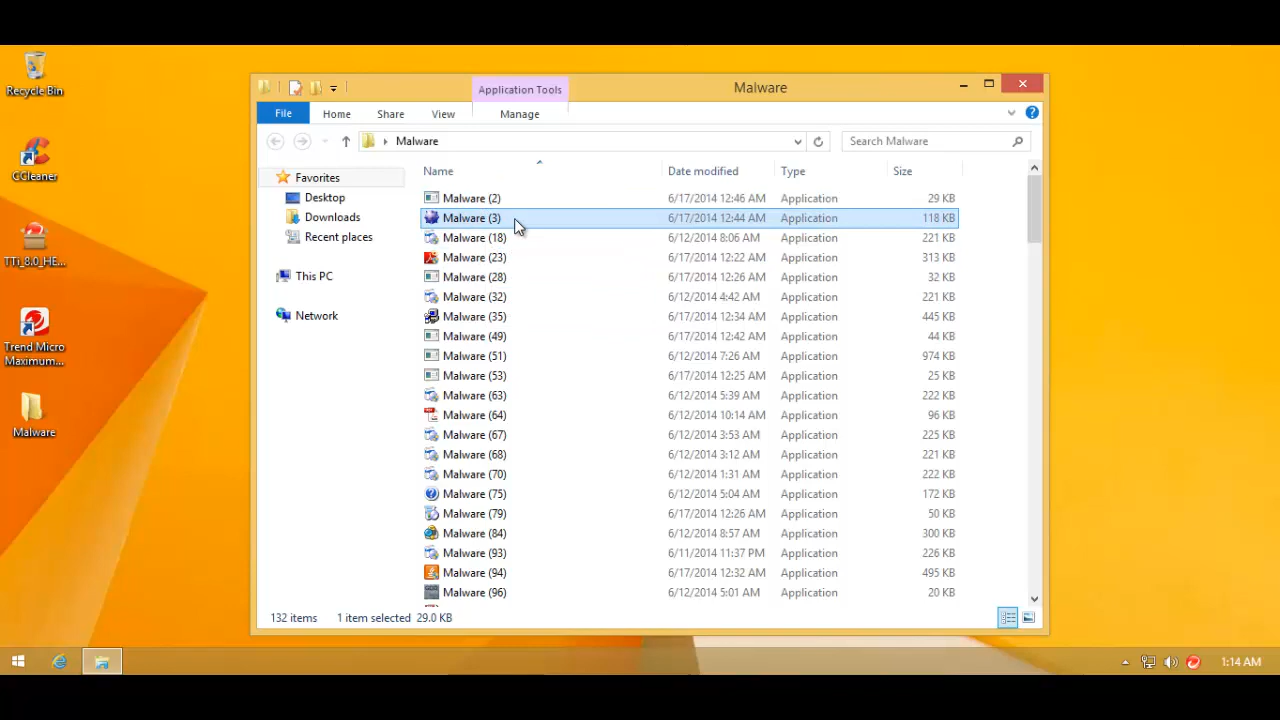 Recycle Bin
CCleaner
TTi_8.0_HE...
Trend Micro
Maximum...
Malware
Application Tools
Malware
File Home Share View Manage
Malware
Search Malware
Favorites
Desktop
Downloads
Recent places
This PC
Network
Name Date modified Type Size
Malware (2) 6/17/2014 12:46 AM Application 29 KB
Malware (3) 6/17/2014 12:44 AM Application 118 KB
Malware (18) 6/12/2014 8:06 AM Application 221 KB
Malware (23) 6/17/2014 12:22 AM Application 313 KB
Malware (28) 6/17/2014 12:26 AM Application 32 KB
Malware (32) 6/12/2014 4:42 AM Application 221 KB
Malware (35) 6/17/2014 12:34 AM Application 445 KB
Malware (49) 6/17/2014 12:42 AM Application 44 KB
Malware (51) 6/12/2014 7:26 AM Application 974 KB
Malware (53) 6/17/2014 12:25 AM Application 25 KB
Malware (63) 6/12/2014 5:39 AM Application 222 KB
Malware (64) 6/12/2014 10:14 AM Application 96 KB
Malware (67) 6/12/2014 3:53 AM Application 225 KB
Malware (68) 6/12/2014 3:12 AM Application 221 KB
Malware (70) 6/12/2014 1:31 AM Application 222 KB
Malware (75) 6/12/2014 5:04 AM Application 172 KB
Malware (79) 6/17/2014 12:26 AM Application 50 KB
Malware (84) 6/12/2014 8:57 AM Application 300 KB
Malware (93) 6/11/2014 11:37 PM Application 226 KB
Malware (94) 6/17/2014 12:32 AM Application 495 KB
Malware (96) 6/12/2014 5:01 AM Application 20 KB
132 items 1 item selected 29.0 KB
1:14 AM